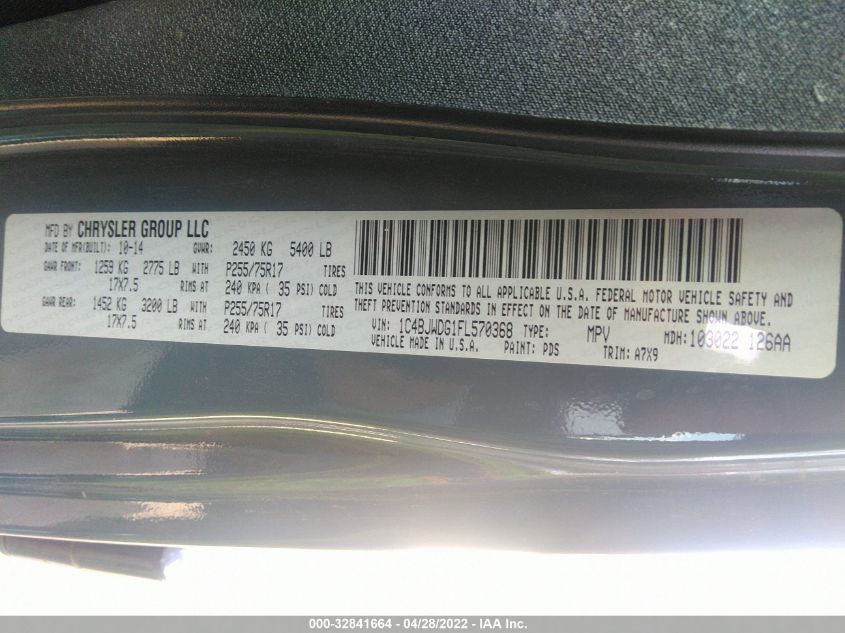 MFD BY CHRYSLER GROUP LLC
DATE OF MFR(BUILT): 10-14 GVWR: 2450 KG 5400 LB
GAWR FRONT: 1259 KG 2775 LB WITH P255/75R17 TIRES
17X7.5 RIMS AT 240 KPA ( 35 PSI) COLD
GAWR REAR: 1452 KG 3200 LB WITH P255/75R17 TIRES
17X7.5 RIMS AT 240 KPA ( 35 PSI) COLD
THIS VEHICLE CONFORMS TO ALL APPLICABLE U.S.A. FEDERAL MOTOR VEHICLE SAFETY AND
THEFT PREVENTION STANDARDS IN EFFECT ON THE DATE OF MANUFACTURE SHOWN ABOVE.
VIN: 1C4BJWDG1FL570368 TYPE: MPV MDH: 103022 126AA
VEHICLE MADE IN U.S.A. PAINT: PDS TRIM: A7X9
000-32841664 - 04/28/2022 - IAA Inc.